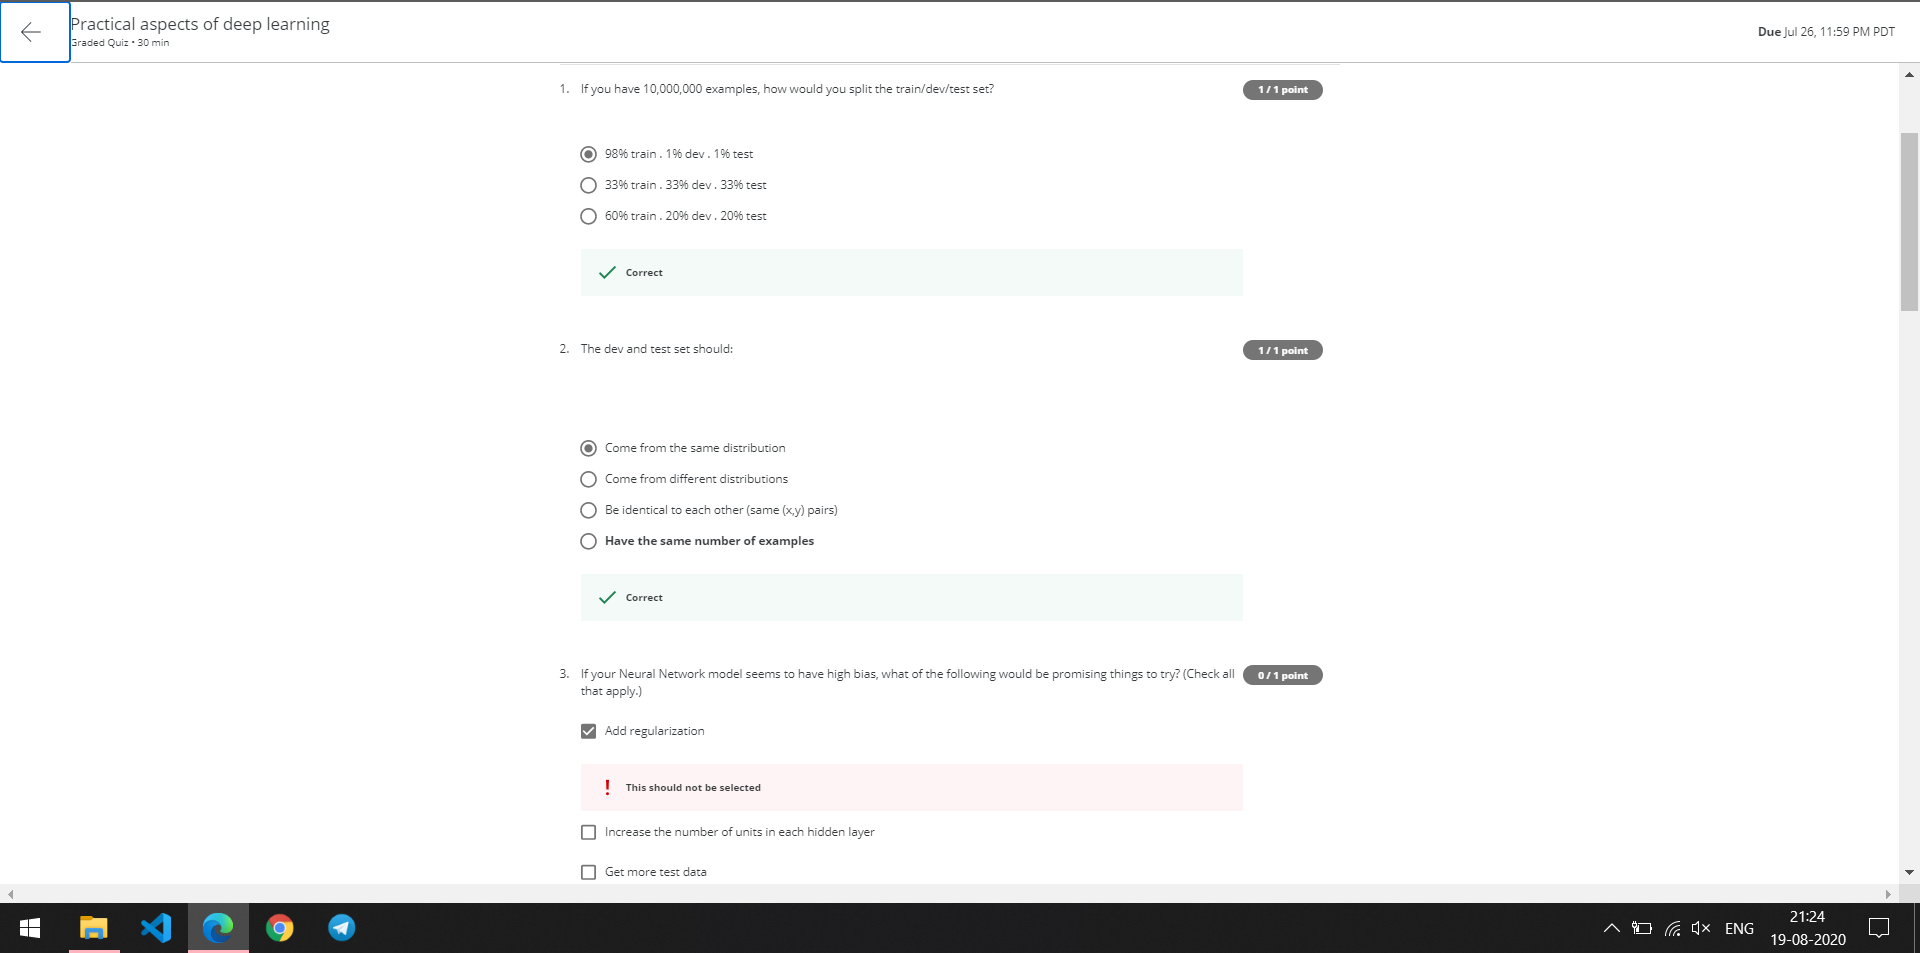 Practical aspects of deep learning
Graded Quiz • 30 min
Due Jul 26, 11:59 PM PDT
1. If you have 10,000,000 examples, how would you split the train/dev/test set?
1 / 1 point
98% train . 1% dev . 1% test
33% train . 33% dev . 33% test
60% train . 20% dev . 20% test
Correct
2. The dev and test set should:
1 / 1 point
Come from the same distribution
Come from different distributions
Be identical to each other (same (x,y) pairs)
Have the same number of examples
Correct
3. If your Neural Network model seems to have high bias, what of the following would be promising things to try? (Check all
that apply.)
0 / 1 point
Add regularization
! This should not be selected
Increase the number of units in each hidden layer
Get more test data
ENG
21:24
19-08-2020